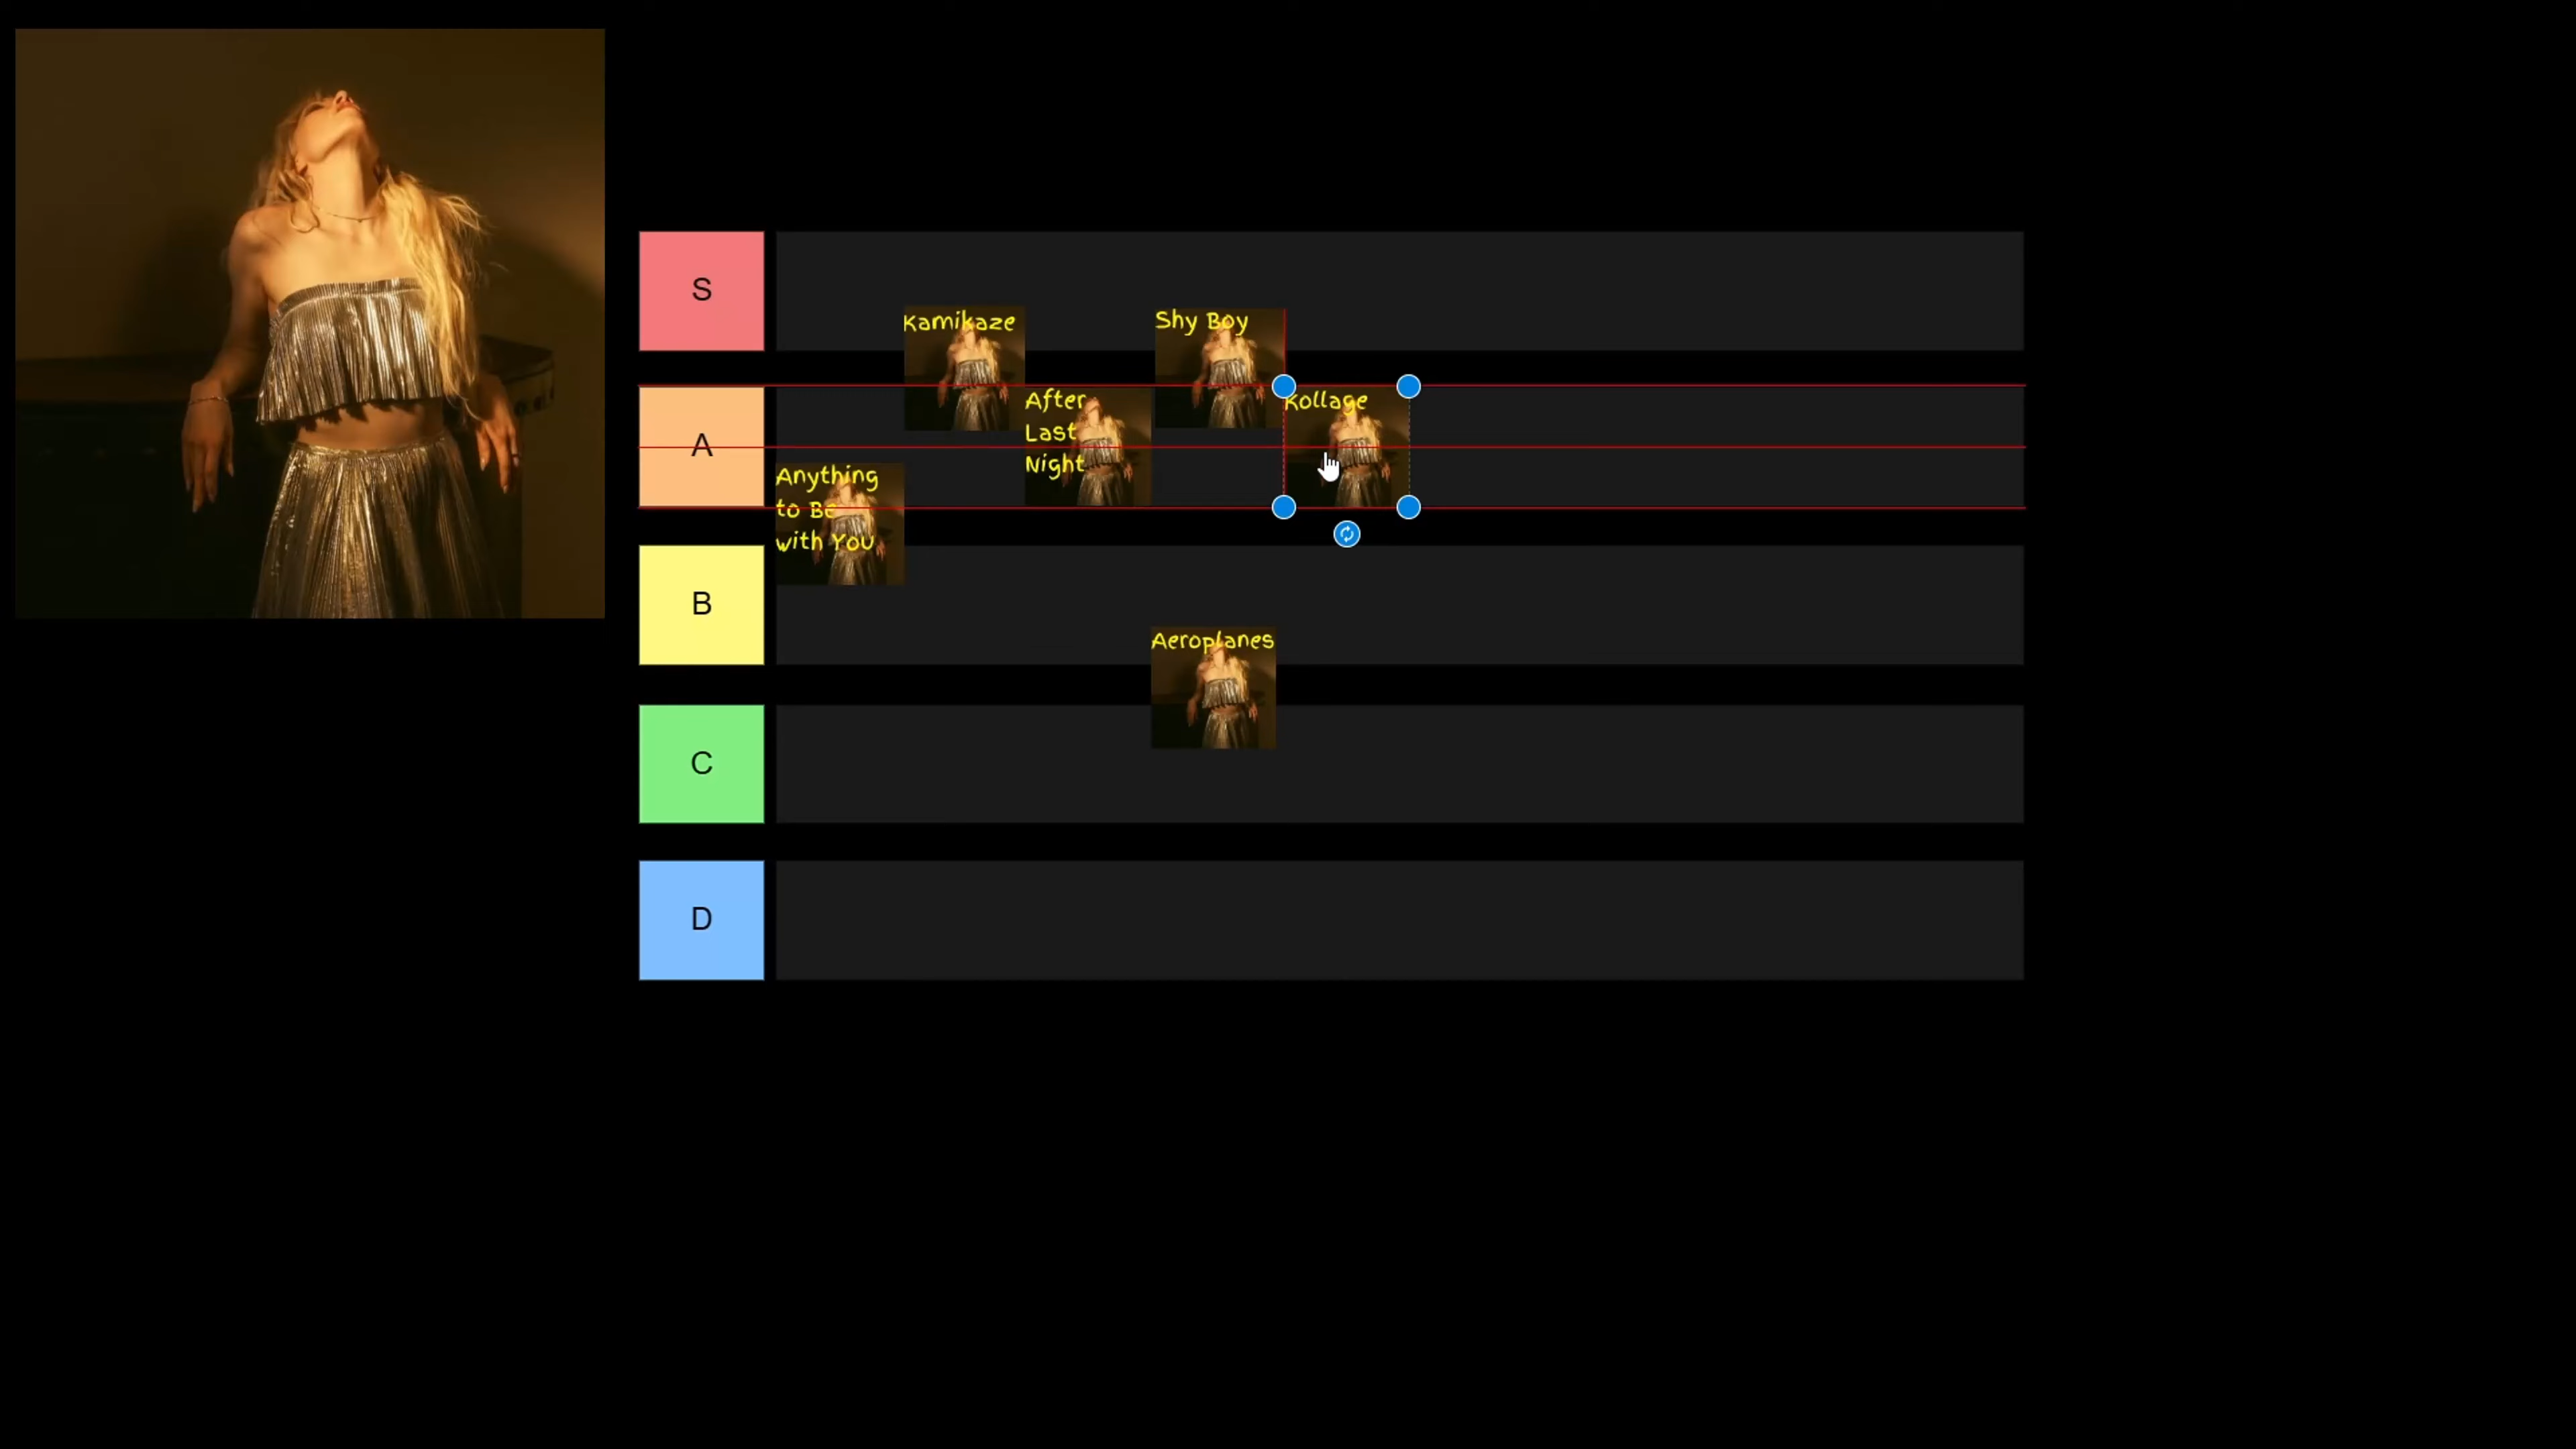 S
Kamikaze
Shy Boy
A
After
Last
Night
Kollage
Anything
to Be
with You
B
Aeroplanes
C
D